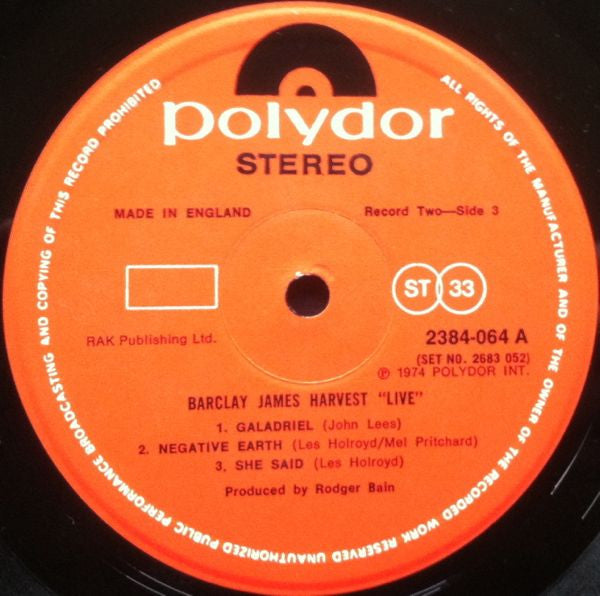 polydor
STEREO
MADE IN ENGLAND
Record Two—Side 3
ST 33
RAK Publishing Ltd.
2384-064 A
(SET NO. 2683 052)
℗ 1974 POLYDOR INT.
BARCLAY JAMES HARVEST "LIVE"
1. GALADRIEL (John Lees)
2. NEGATIVE EARTH (Les Holroyd/Mel Pritchard)
3. SHE SAID (Les Holroyd)
Produced by Rodger Bain
ALL RIGHTS OF THE MANUFACTURER AND OF THE OWNER OF THE RECORDED WORK RESERVED UNAUTHORIZED PUBLIC PERFORMANCE BROADCASTING AND COPYING OF THIS RECORD PROHIBITED